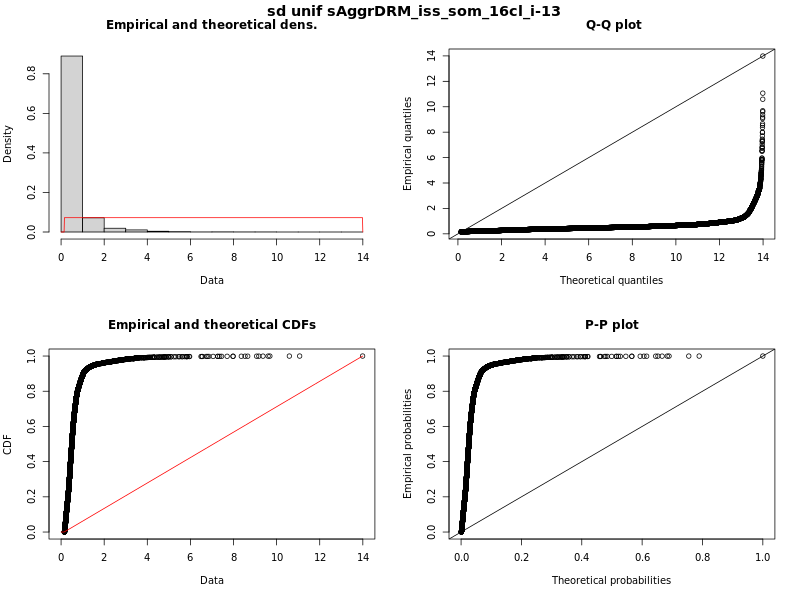 sd unif sAggrDRM_iss_som_16cl_i-13
Empirical and theoretical dens.
Density
0.0 0.2 0.4 0.6 0.8
0 2 4 6 8 10 12 14
Data
Q-Q plot
Empirical quantiles
0 2 4 6 8 10 12 14
0 2 4 6 8 10 12 14
Theoretical quantiles
Empirical and theoretical CDFs
CDF
0.0 0.2 0.4 0.6 0.8 1.0
0 2 4 6 8 10 12 14
Data
P-P plot
Empirical probabilities
0.0 0.2 0.4 0.6 0.8 1.0
0.0 0.2 0.4 0.6 0.8 1.0
Theoretical probabilities